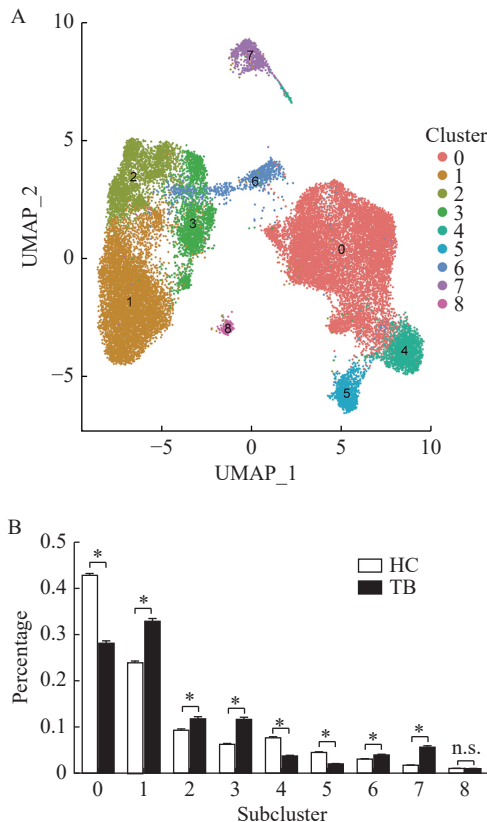 A
10
5
0
−5
UMAP_2
−5 0 5 10
UMAP_1
7
2
6
3
0
1
8
4
5
Cluster
0
1
2
3
4
5
6
7
8
B
0.5
0.4
0.3
0.2
0.1
0
Percentage
* * * * * * * * n.s.
HC
TB
0 1 2 3 4 5 6 7 8
Subcluster